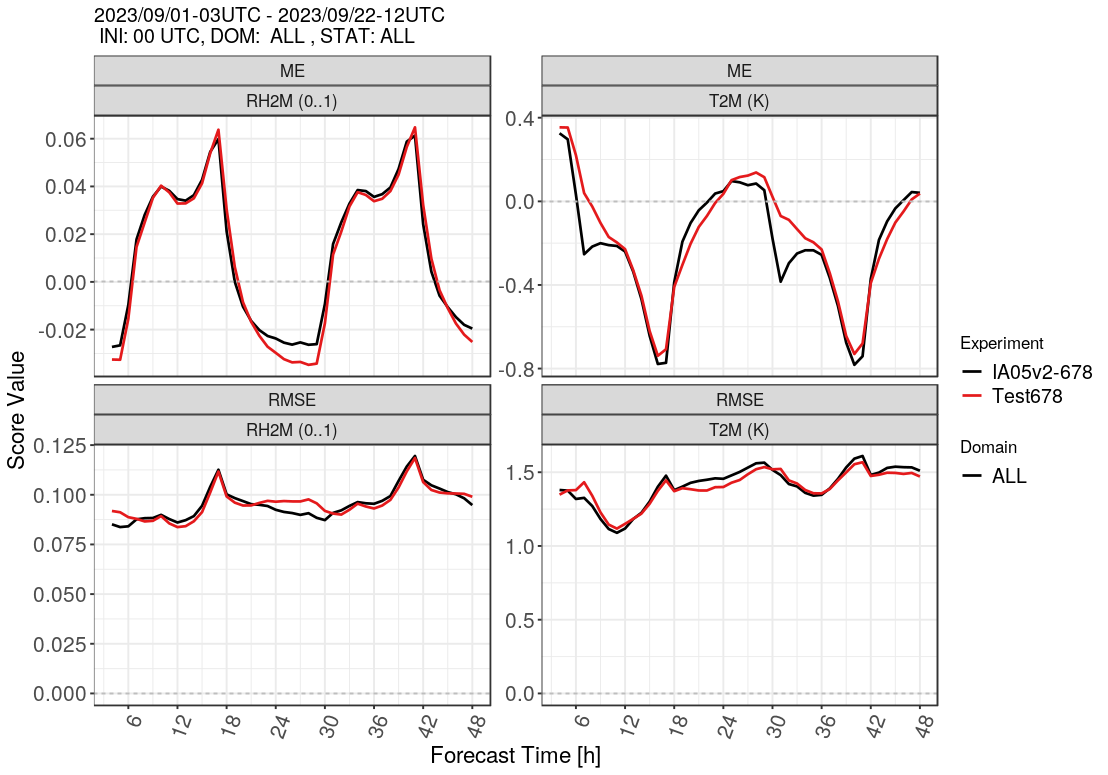 2023/09/01-03UTC - 2023/09/22-12UTC
INI: 00 UTC, DOM:  ALL , STAT: ALL
ME
RH2M (0..1)
0.06
0.04
0.02
0.00
-0.02
ME
T2M (K)
0.4
0.0
-0.4
-0.8
Score Value
RMSE
RH2M (0..1)
0.125
0.100
0.075
0.050
0.025
0.000
RMSE
T2M (K)
1.5
1.0
0.5
0.0
6 12 18 24 30 36 42 48
6 12 18 24 30 36 42 48
Forecast Time [h]
Experiment
IA05v2-678
Test678
Domain
ALL